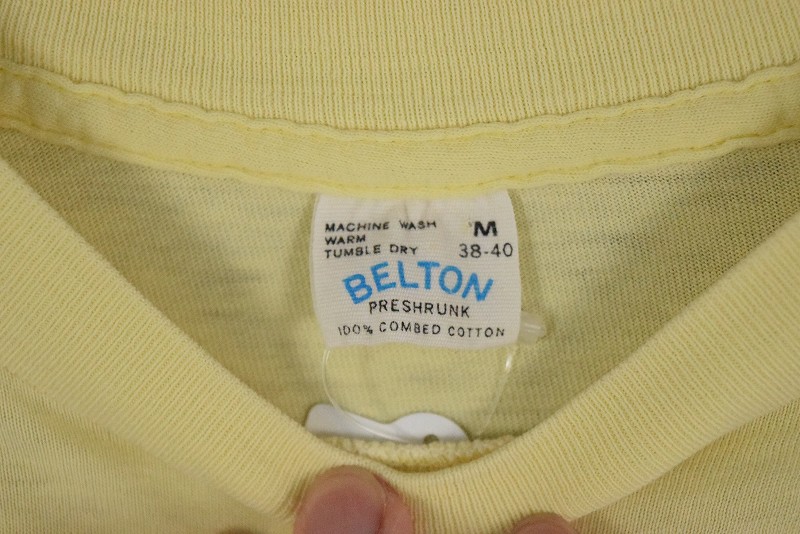 MACHINE WASH M
WARM
TUMBLE DRY 38-40
BELTON
PRESHRUNK
100% COMBED COTTON